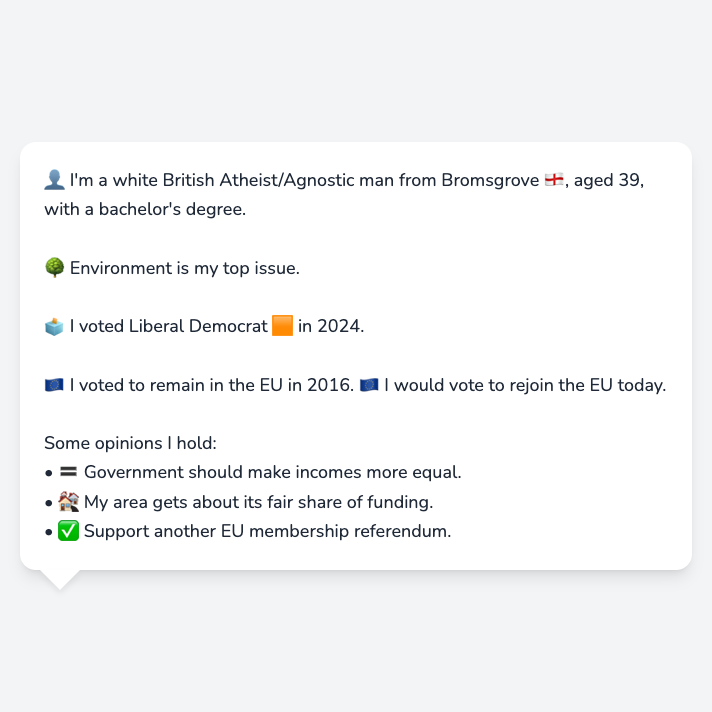 👤 I'm a white British Atheist/Agnostic man from Bromsgrove 🏴󠁧󠁢󠁥󠁮󠁧󠁿, aged 39,
with a bachelor's degree.
🌳 Environment is my top issue.
🗳️ I voted Liberal Democrat 🟧 in 2024.
🇪🇺 I voted to remain in the EU in 2016. 🇪🇺 I would vote to rejoin the EU today.
Some opinions I hold:
• 🟰 Government should make incomes more equal.
• 🏘️ My area gets about its fair share of funding.
• ✅ Support another EU membership referendum.